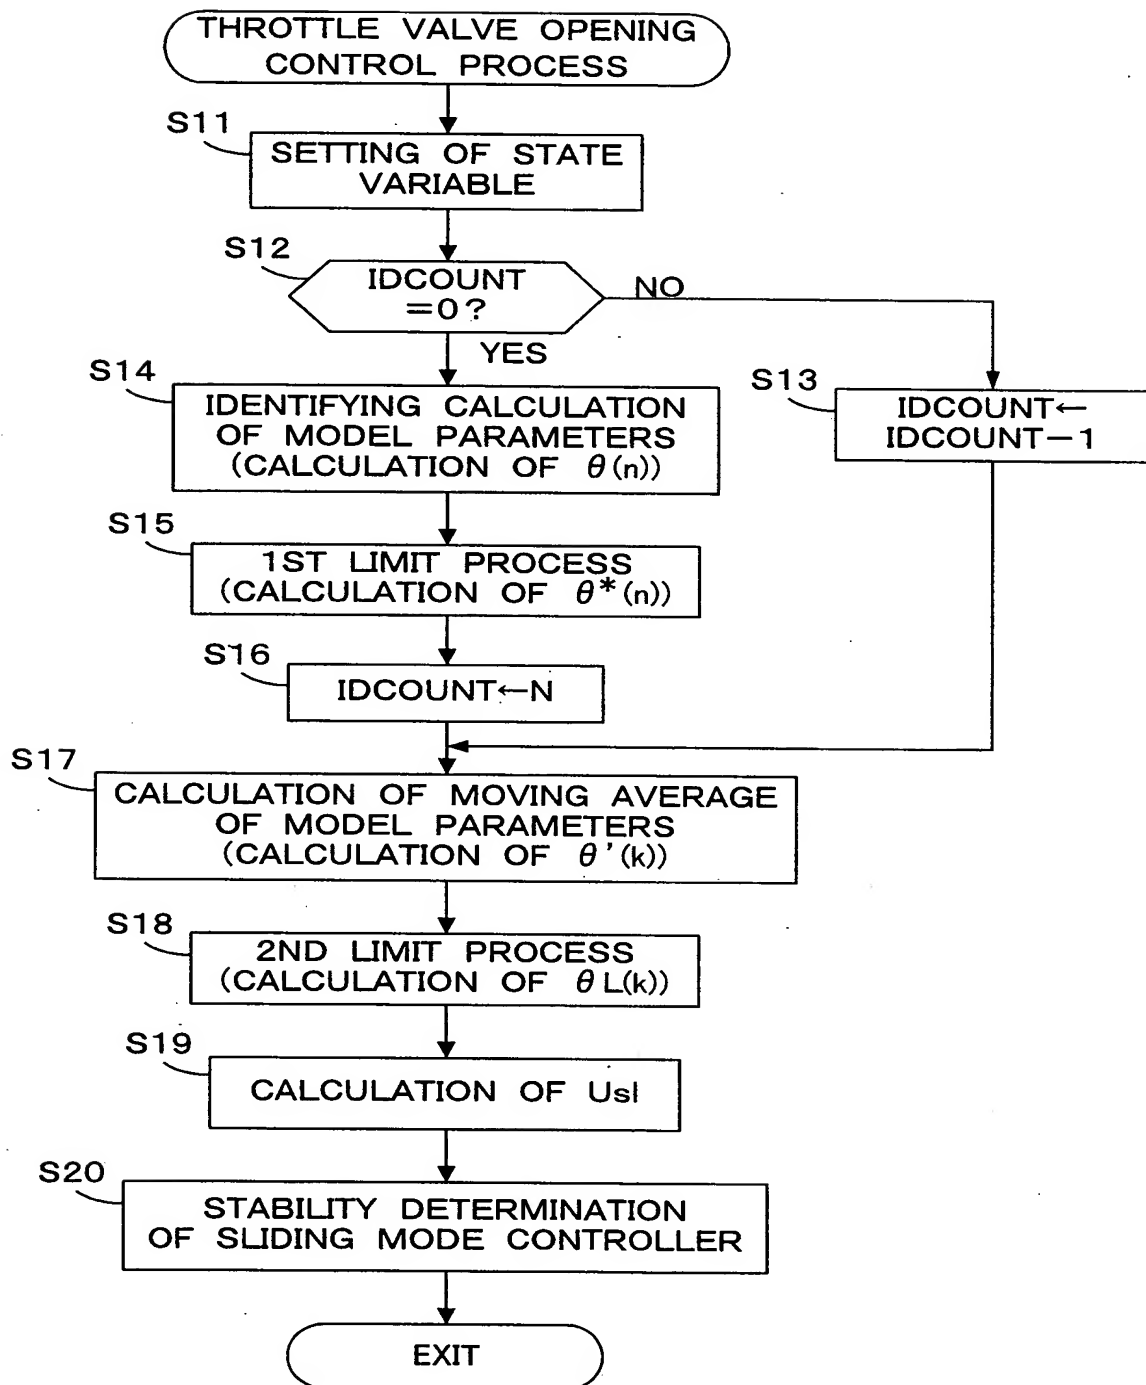 THROTTLE VALVE OPENING
CONTROL PROCESS
S11
SETTING OF STATE
VARIABLE
S12
IDCOUNT
=0?
NO
YES
S13
IDCOUNT←
IDCOUNT−1
S14
IDENTIFYING CALCULATION
OF MODEL PARAMETERS
(CALCULATION OF θ(n))
S15
1ST LIMIT PROCESS
(CALCULATION OF θ*(n))
S16
IDCOUNT←N
S17
CALCULATION OF MOVING AVERAGE
OF MODEL PARAMETERS
(CALCULATION OF θ'(k))
S18
2ND LIMIT PROCESS
(CALCULATION OF θL(k))
S19
CALCULATION OF Usl
S20
STABILITY DETERMINATION
OF SLIDING MODE CONTROLLER
EXIT